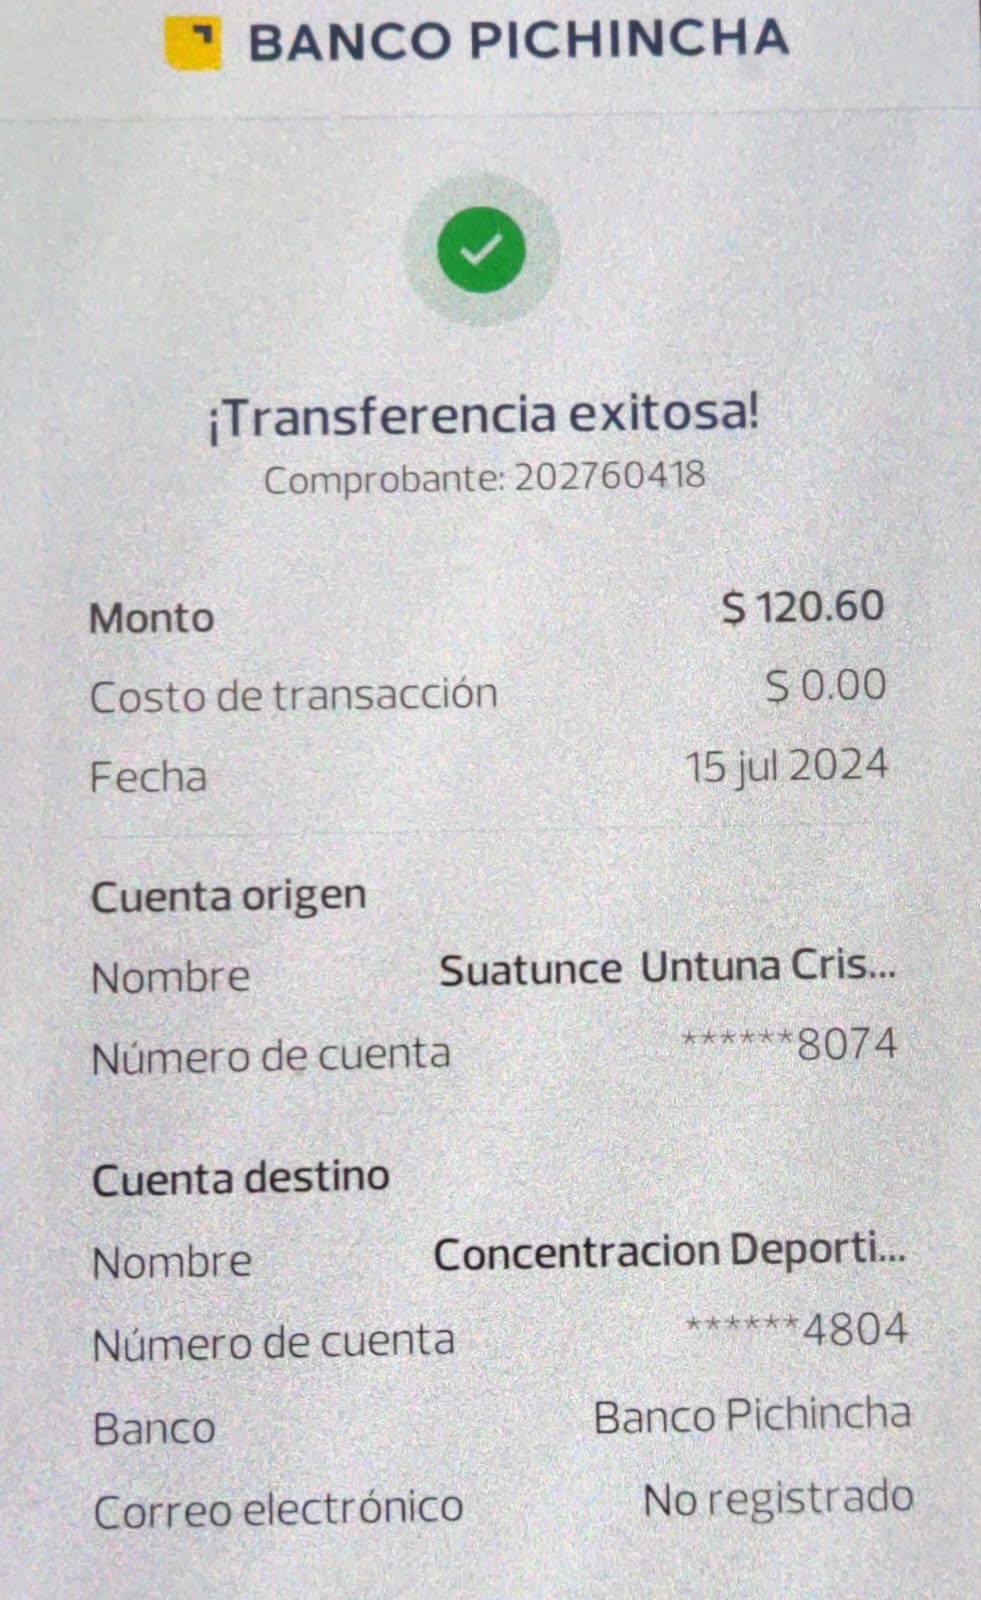 BANCO PICHINCHA
¡Transferencia exitosa!
Comprobante: 202760418
Monto $ 120.60
Costo de transacción $ 0.00
Fecha 15 jul 2024
Cuenta origen
Nombre Suatunce Untuna Cris...
Número de cuenta ******8074
Cuenta destino
Nombre Concentracion Deporti...
Número de cuenta ******4804
Banco Banco Pichincha
Correo electrónico No registrado